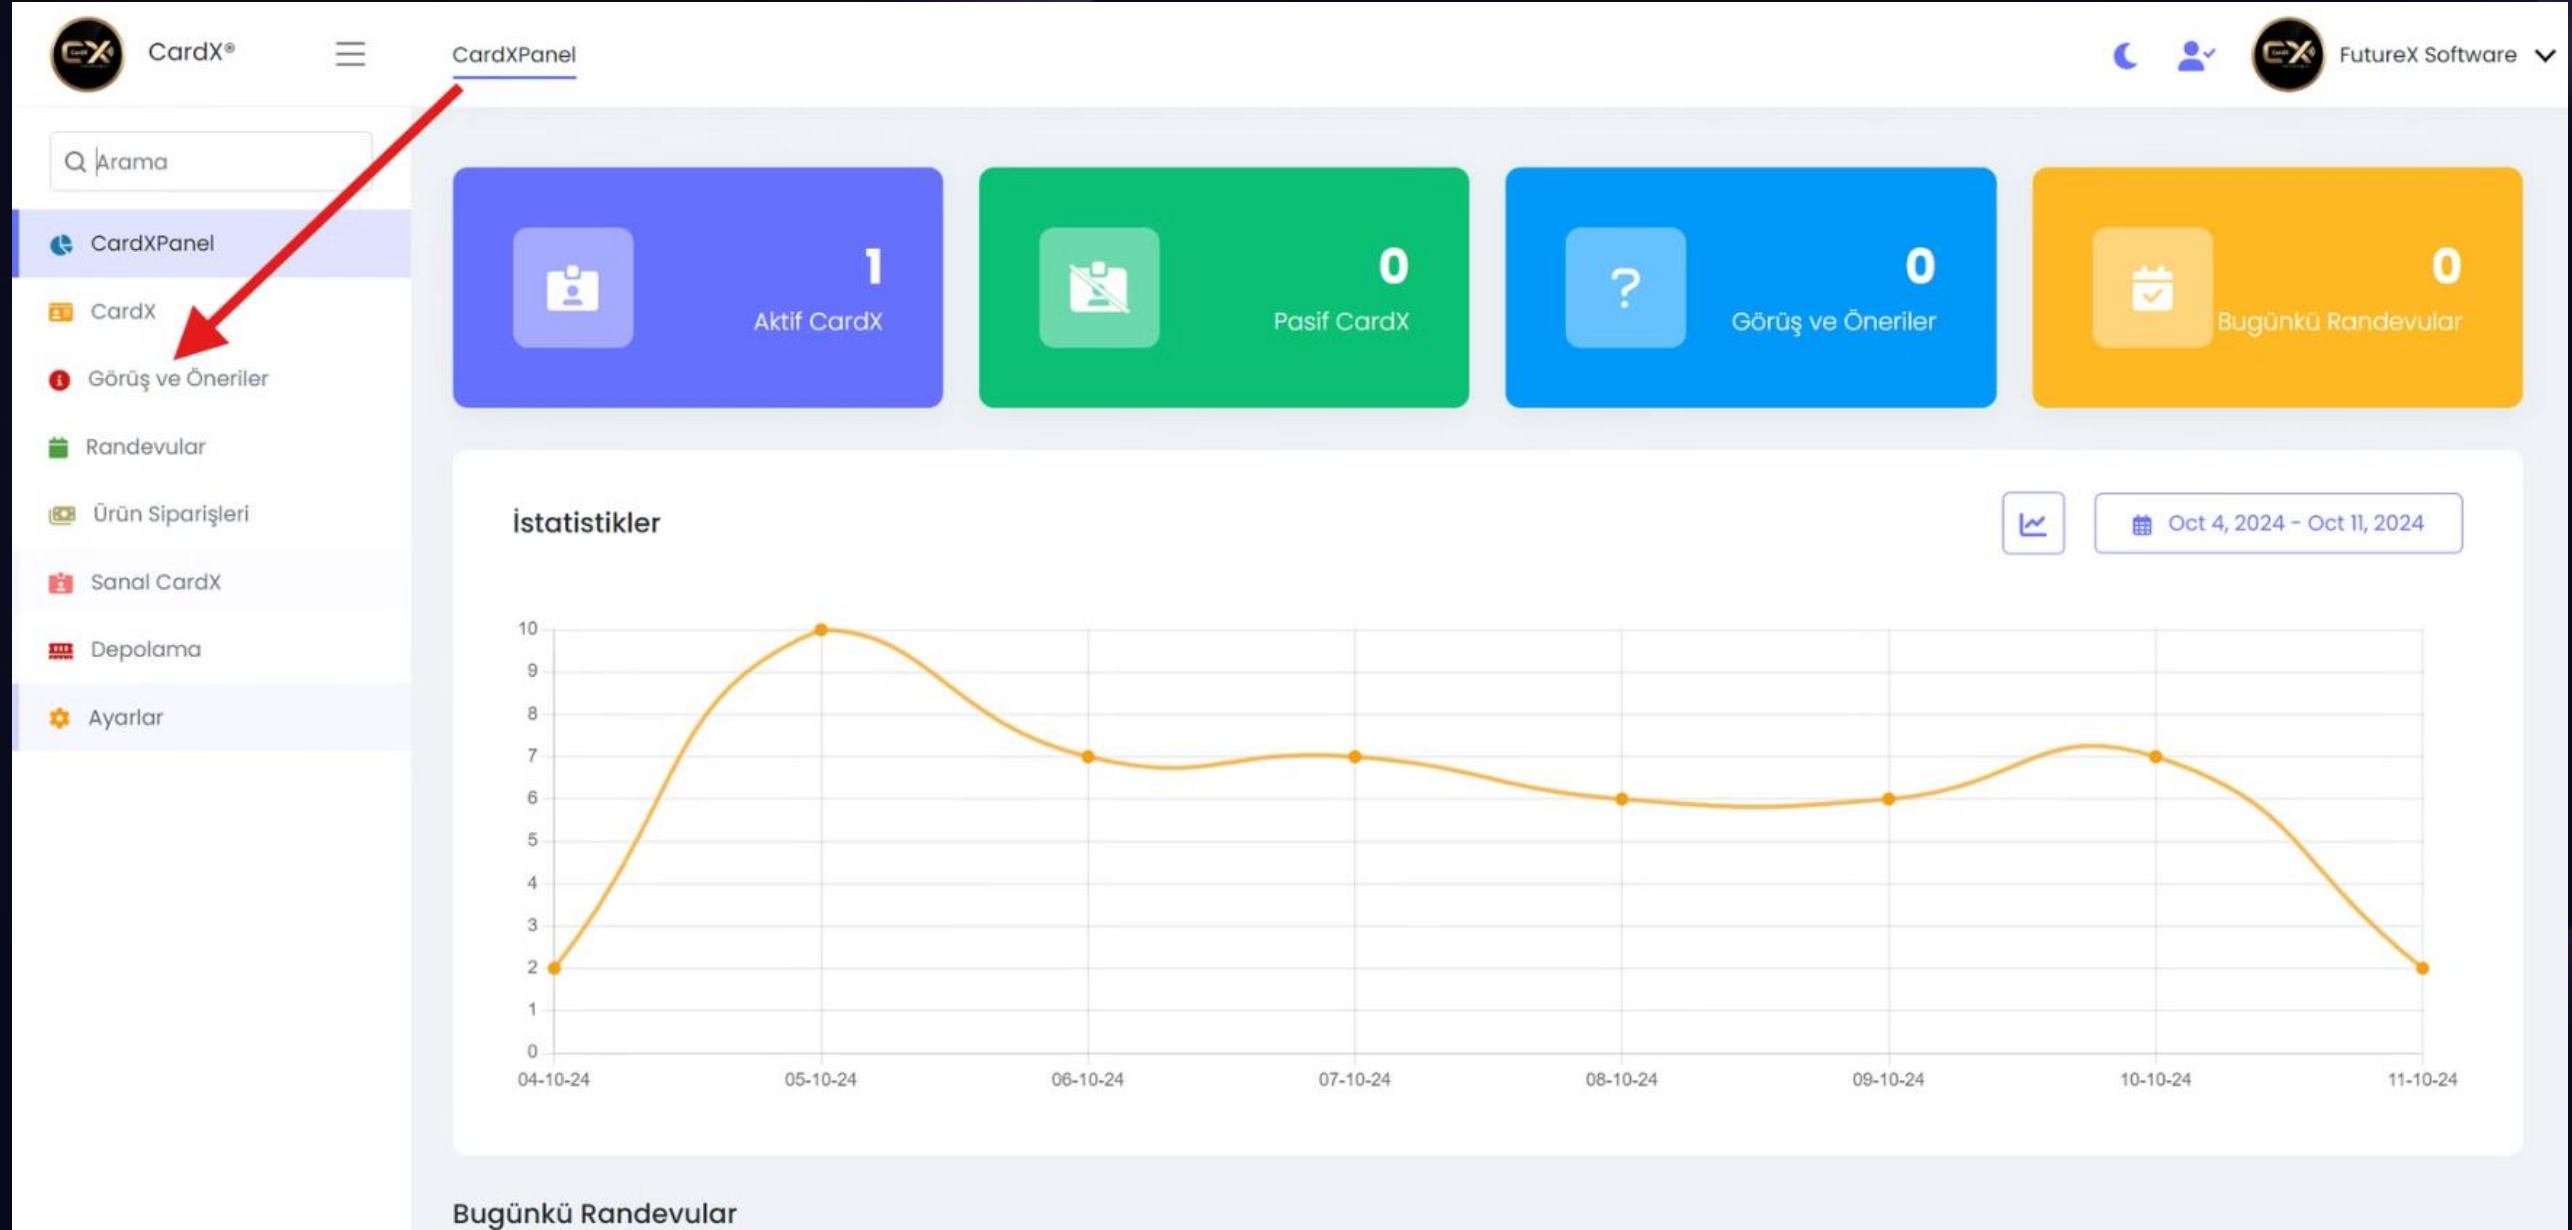 CardX®
CardXPanel
FutureX Software
Arama
CardXPanel
CardX
Görüş ve Öneriler
Randevular
Ürün Siparişleri
Sanal CardX
Depolama
Ayarlar
1
Aktif CardX
0
Pasif CardX
?
0
Görüş ve Öneriler
0
Bugünkü Randevular
İstatistikler
Oct 4, 2024 - Oct 11, 2024
10
9
8
7
6
5
4
3
2
1
0
04-10-24 05-10-24 06-10-24 07-10-24 08-10-24 09-10-24 10-10-24 11-10-24
Bugünkü Randevular